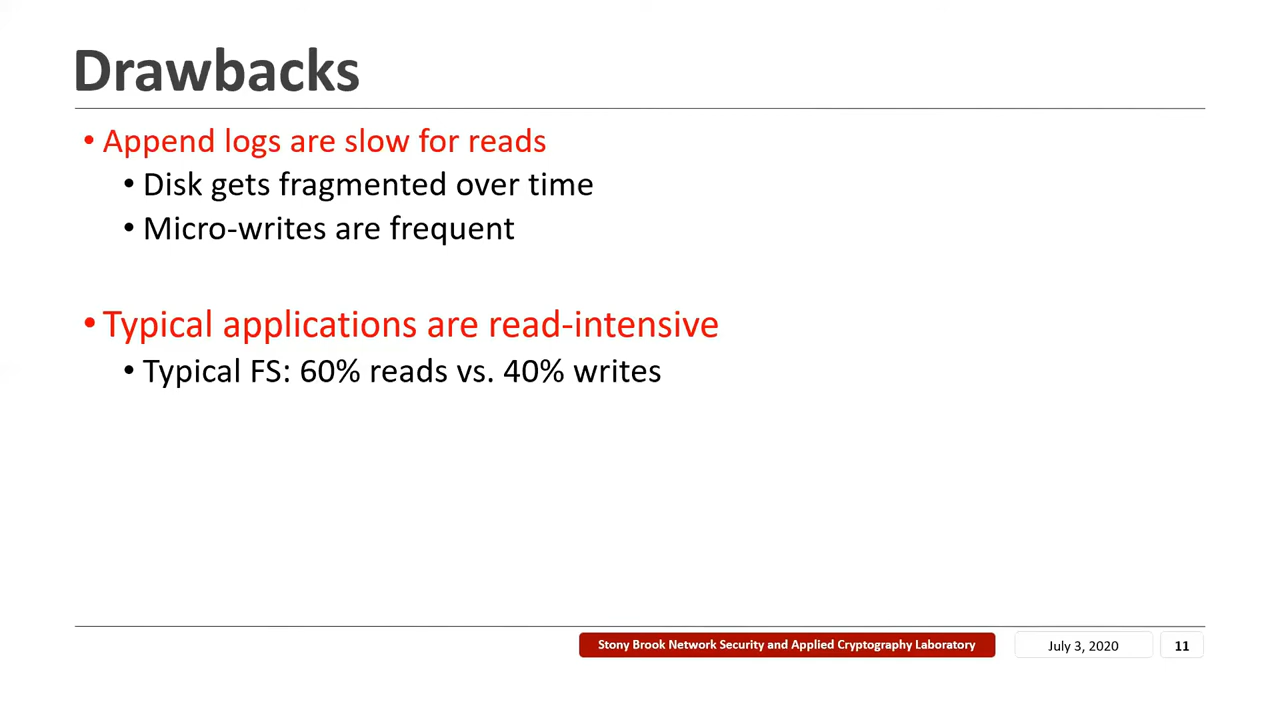 Drawbacks
• Append logs are slow for reads
• Disk gets fragmented over time
• Micro-writes are frequent
• Typical applications are read-intensive
• Typical FS: 60% reads vs. 40% writes
Stony Brook Network Security and Applied Cryptography Laboratory
July 3, 2020
11